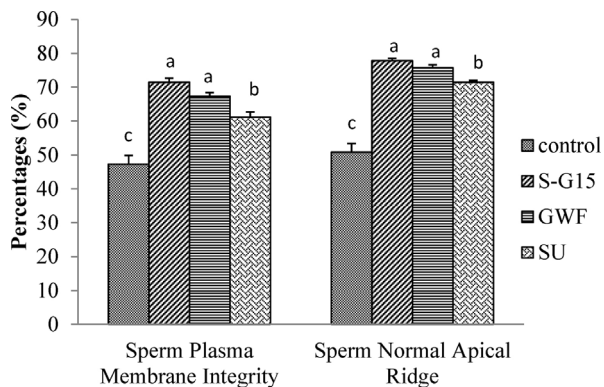 90
80
70
60
50
40
30
20
10
0
Percentages (%)
c a a b
c a a b
Sperm Plasma
Membrane Integrity
Sperm Normal Apical
Ridge
control
S-G15
GWF
SU